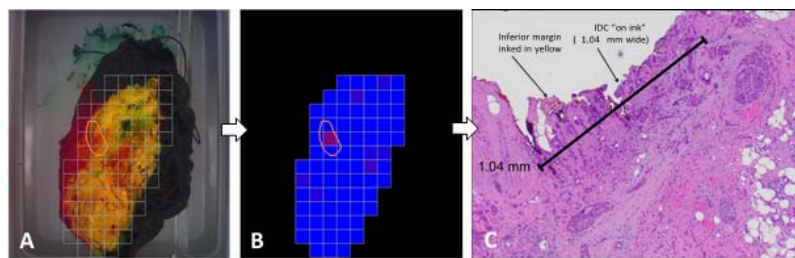 A
B
C
Inferior margin
inked in yellow
IDC "on ink"
( 1.04 mm wide)
1.04 mm